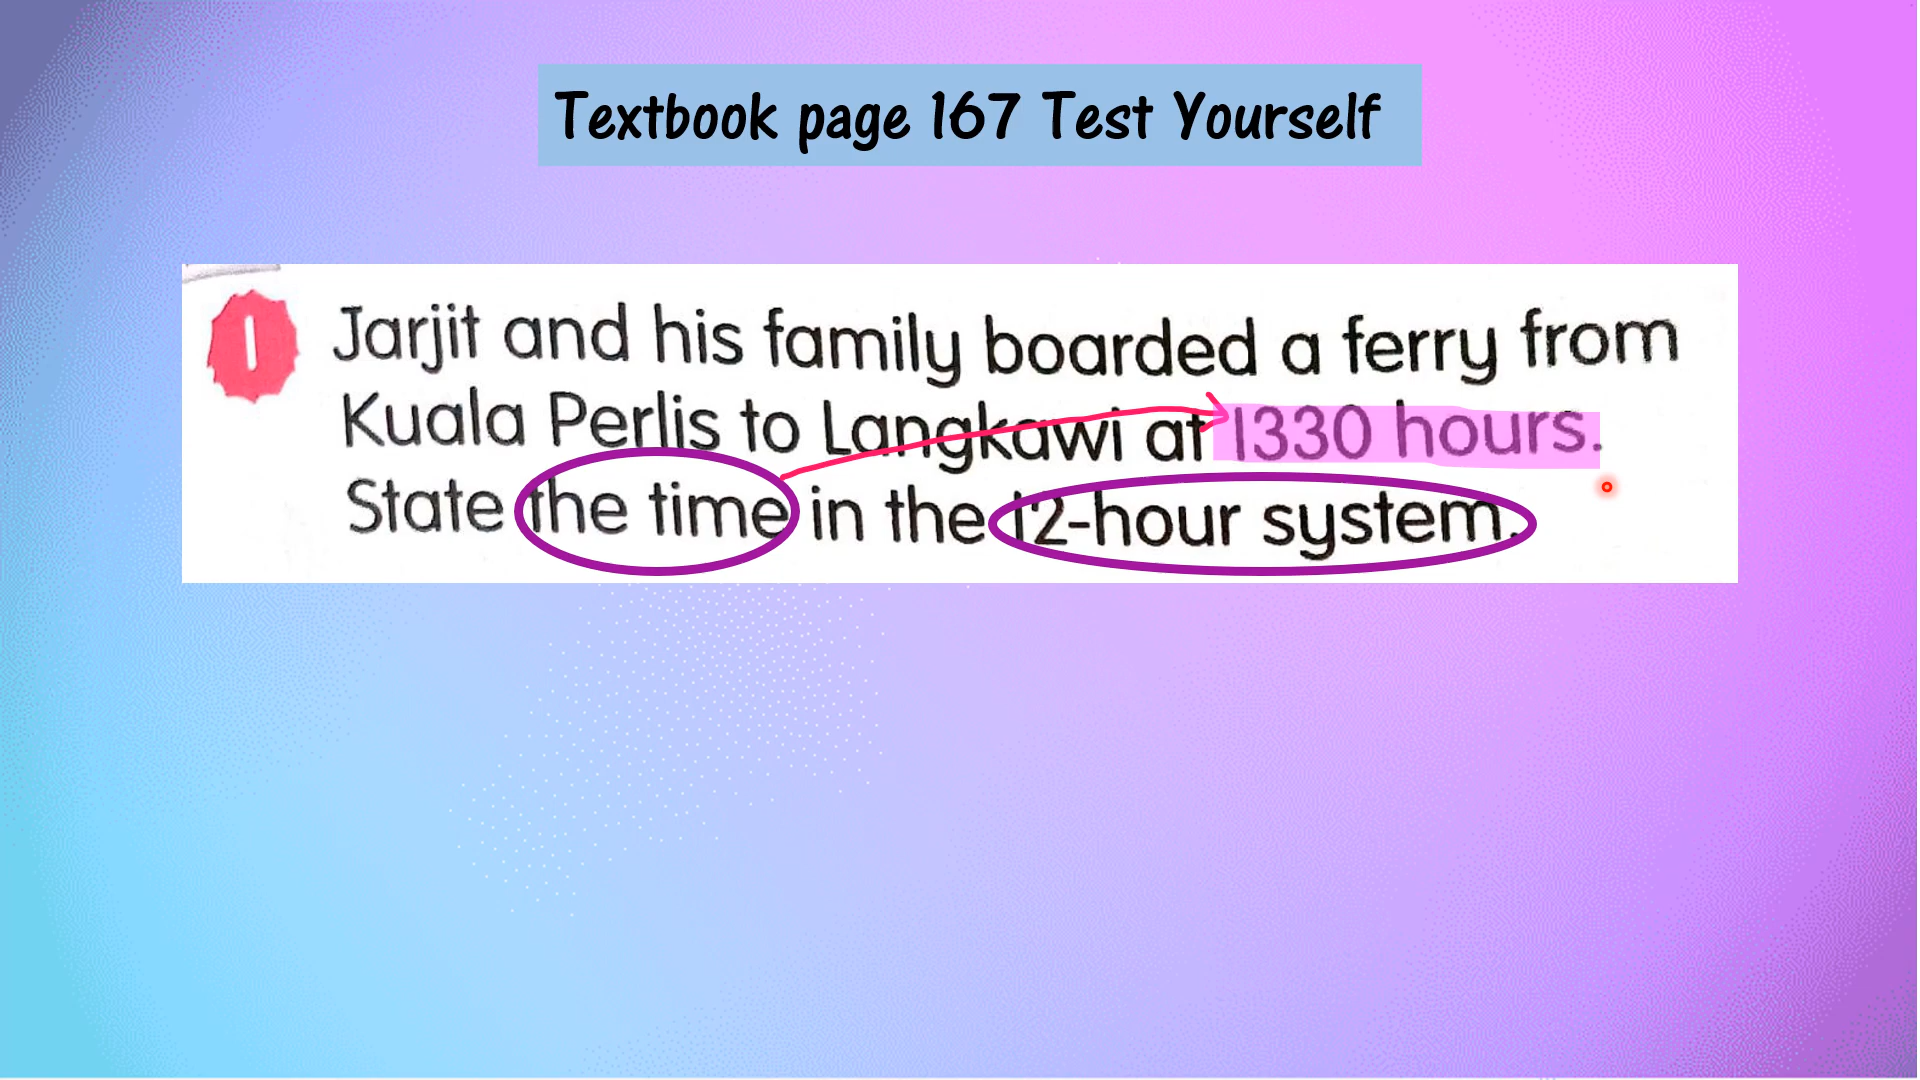 Textbook page 167 Test Yourself
1 Jarjit and his family boarded a ferry from
Kuala Perlis to Langkawi at 1330 hours.
State the time in the 12-hour system.